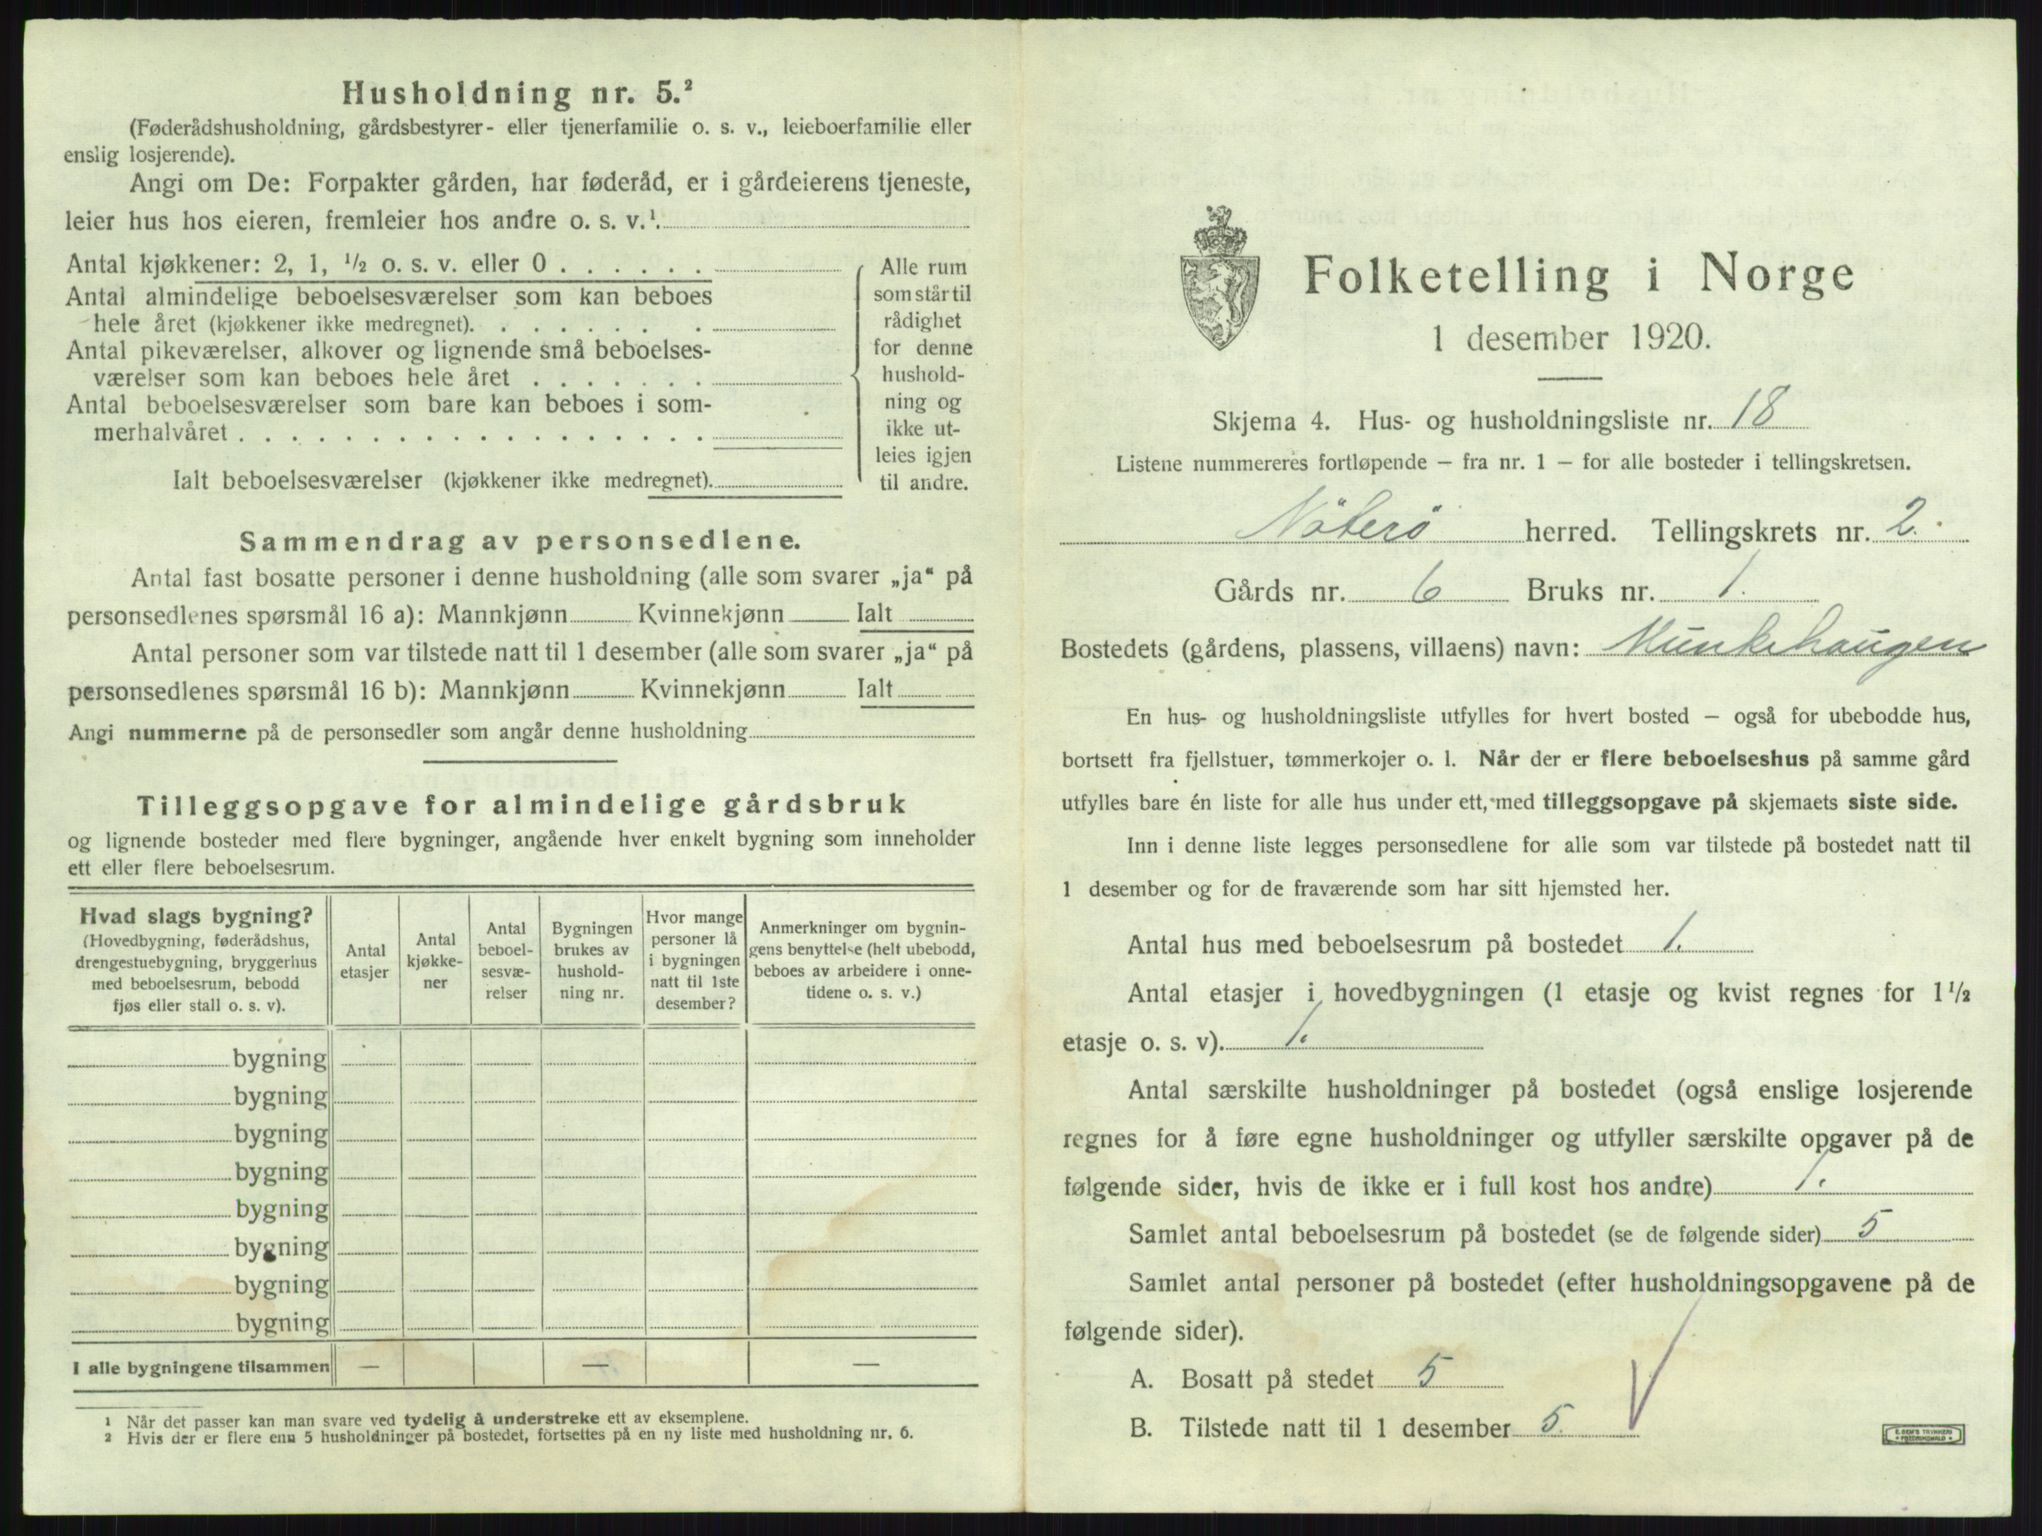 Husholdning nr. 5.²
(Føderådshusholdning, gårdsbestyrer- eller tjenerfamilie o. s. v., leieboerfamilie eller
enslig losjerende).
Angi om De: Forpakter gården, har føderåd, er i gårdeierens tjeneste,
leier hus hos eieren, fremleier hos andre o. s. v.¹
Antal kjøkkener: 2, 1, ½ o. s. v. eller 0 . . . . . .
Antal almindelige beboelsesværelser som kan beboes
hele året (kjøkkener ikke medregnet). . . . . . . .
Antal pikeværelser, alkover og lignende små beboelses-
værelser som kan beboes hele året . . . . . . .
Antal beboelsesværelser som bare kan beboes i som-
merhalvåret . . . . . . . . . . . . . . . . . .
Ialt beboelsesværelser (kjøkkener ikke medregnet).
Alle rum
som står til
rådighet
for denne
hushold-
ning og
ikke ut-
leies igjen
til andre.
Sammendrag av personsedlene.
Antal fast bosatte personer i denne husholdning (alle som svarer „ja“ på
personsedlenes spørsmål 16 a): Mannkjønn Kvinnekjønn Ialt
Antal personer som var tilstede natt til 1 desember (alle som svarer „ja“ på
personsedlenes spørsmål 16 b): Mannkjønn Kvinnekjønn Ialt
Angi nummerne på de personsedler som angår denne husholdning
Tilleggsopgave for almindelige gårdsbruk
og lignende bosteder med flere bygninger, angående hver enkelt bygning som inneholder
ett eller flere beboelsesrum.
Hvad slags bygning?
(Hovedbygning, føderådshus,
drengestuebygning, bryggerhus
med beboelsesrum, bebodd
fjøs eller stall o. s. v).
Antal
etasjer
Antal
kjøkke-
ner
Antal
beboel-
sesvæ-
relser
Bygningen
brukes av
hushold-
ning nr.
Hvor mange
personer lå
i bygningen
natt til 1ste
desember?
Anmerkninger om bygnin-
gens benyttelse (helt ubebodd,
beboes av arbeidere i onne-
tidene o. s. v.)
bygning
bygning
bygning
bygning
bygning
bygning
bygning
bygning
I alle bygningene tilsammen — — —
¹ Når det passer kan man svare ved tydelig å understreke ett av eksemplene.
² Hvis der er flere enn 5 husholdninger på bostedet, fortsettes på en ny liste med husholdning nr. 6.
Folketelling i Norge
1 desember 1920.
Skjema 4. Hus- og husholdningsliste nr. 18
Listene nummereres fortløpende – fra nr. 1 – for alle bosteder i tellingskretsen.
Nöterö herred. Tellingskrets nr. 2.
Gårds nr. 6 Bruks nr. 1.
Bostedets (gårdens, plassens, villaens) navn: Munkehaugen
En hus- og husholdningsliste utfylles for hvert bosted – også for ubebodde hus,
bortsett fra fjellstuer, tømmerkojer o. l. Når der er flere beboelseshus på samme gård
utfylles bare én liste for alle hus under ett, med tilleggsopgave på skjemaets siste side.
Inn i denne liste legges personsedlene for alle som var tilstede på bostedet natt til
1 desember og for de fraværende som har sitt hjemsted her.
Antal hus med beboelsesrum på bostedet 1.
Antal etasjer i hovedbygningen (1 etasje og kvist regnes for 1½
etasje o. s. v). 1.
Antal særskilte husholdninger på bostedet (også enslige losjerende
regnes for å føre egne husholdninger og utfyller særskilte opgaver på de
følgende sider, hvis de ikke er i full kost hos andre) 1.
Samlet antal beboelsesrum på bostedet (se de følgende sider) 5
Samlet antal personer på bostedet (efter husholdningsopgavene på de
følgende sider).
A. Bosatt på stedet 5
B. Tilstede natt til 1 desember 5.